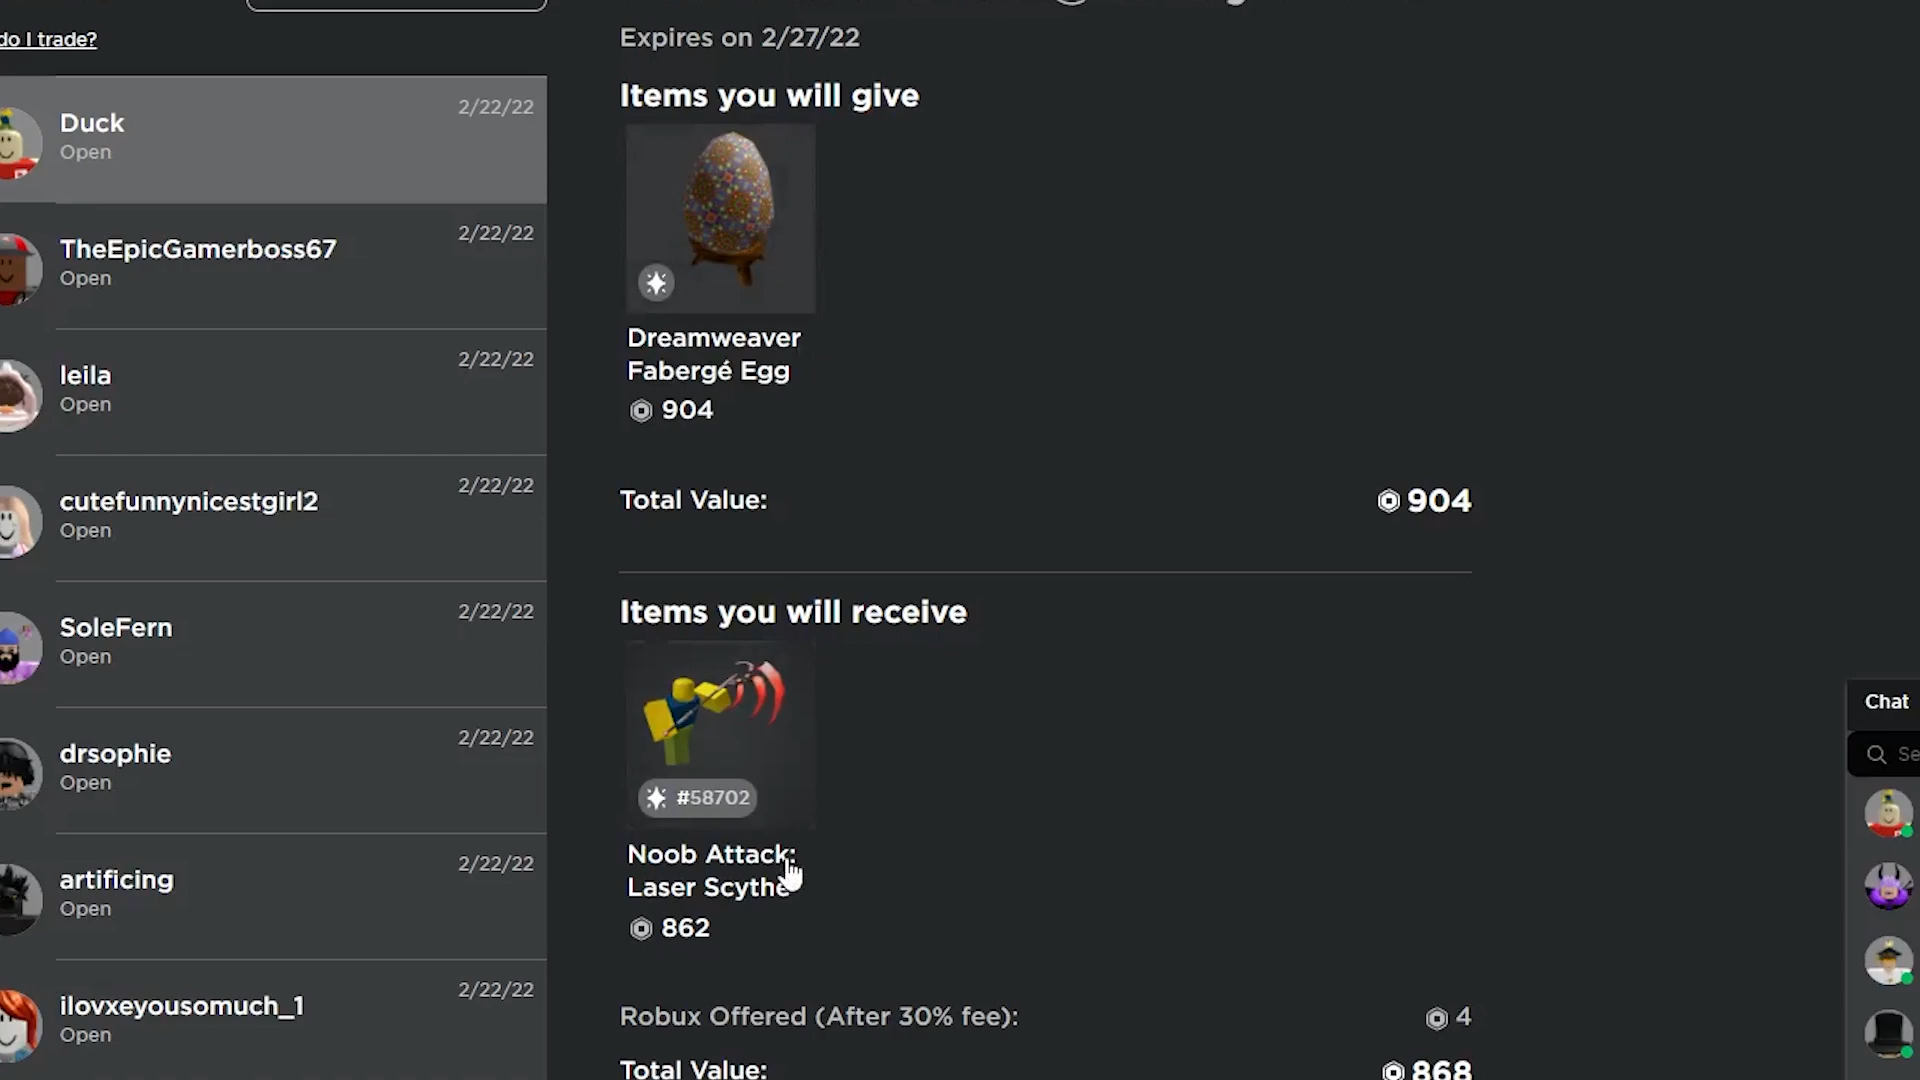 do I trade?
Duck
2/22/22
Open
TheEpicGamerboss67
2/22/22
Open
leila
2/22/22
Open
cutefunnynicestgirl2
2/22/22
Open
SoleFern
2/22/22
Open
drsophie
2/22/22
Open
artificing
2/22/22
Open
ilovxeyousomuch_1
2/22/22
Open
Expires on 2/27/22
Items you will give
Dreamweaver
Fabergé Egg
904
Total Value: 904
Items you will receive
#58702
Noob Attack:
Laser Scythe
862
Robux Offered (After 30% fee): 4
Total Value: 868
Chat
Se